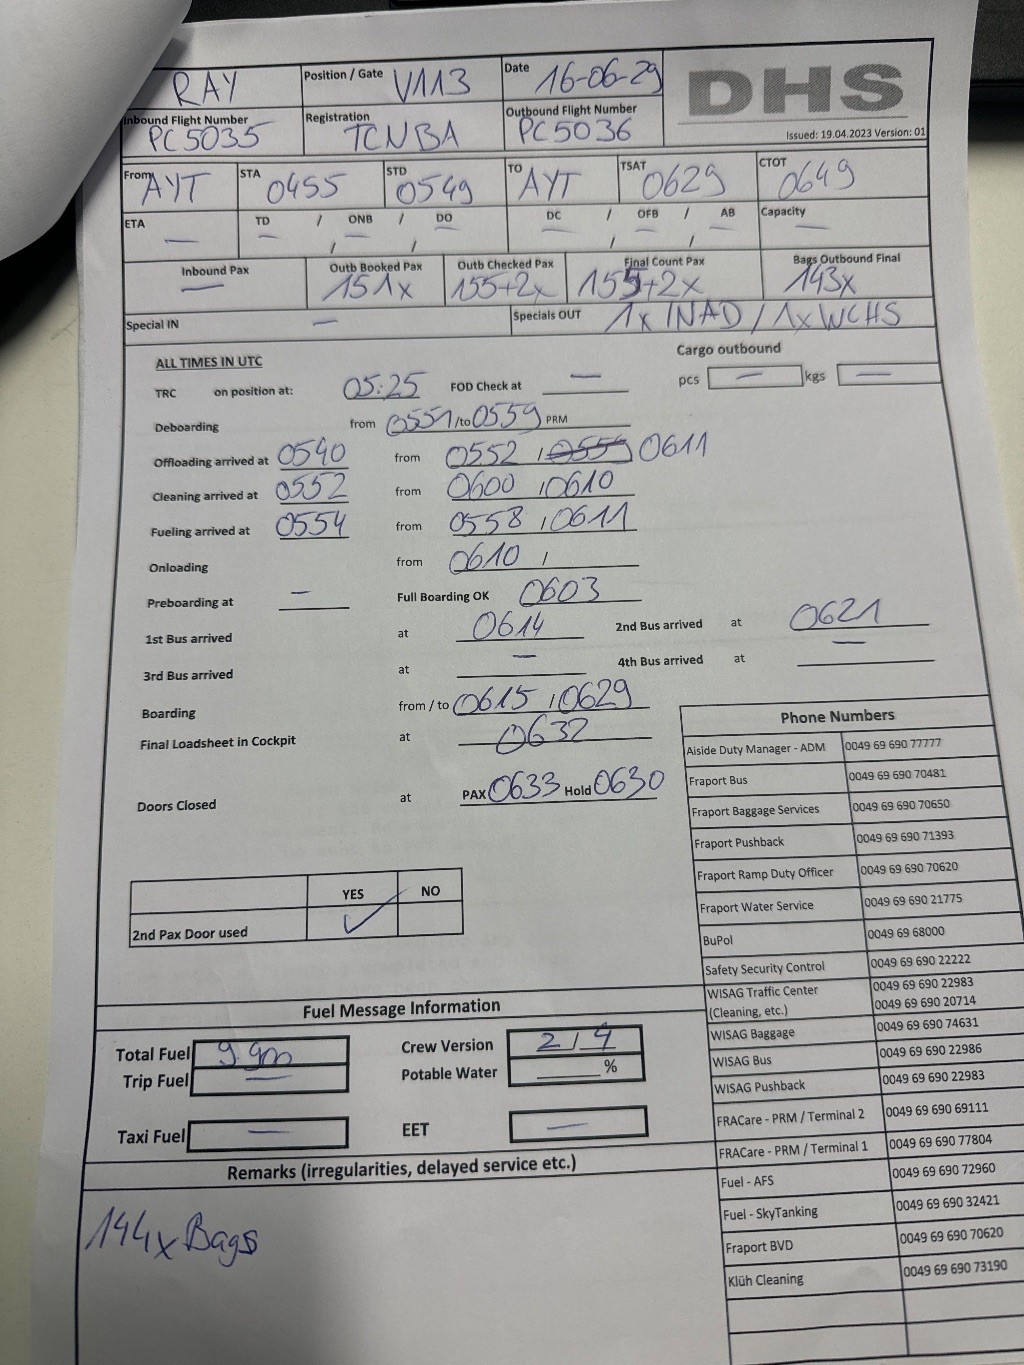 RAY Position / Gate V113 Date 16-06-29 DHS
Inbound Flight Number PC 5035 Registration TCNBA Outbound Flight Number PC 5036 Issued: 19.04.2023 Version: 01
From AYT STA 0455 STD 0549 TO AYT TSAT 0629 CTOT 0649
ETA — TD — / ONB — / DO — DC — / OFB — / AB — Capacity —
/ / / /
Inbound Pax — Outb Booked Pax 151x Outb Checked Pax 155+2x Final Count Pax 155+2x Bags Outbound Final 143x
Special IN — Specials OUT 1x INAD / 1x WCHS
ALL TIMES IN UTC Cargo outbound
TRC on position at: 05:25 FOD Check at — pcs — kgs —
Deboarding from 0551 /to 0559 PRM
Offloading arrived at 0540 from 0552 / 0559 0611
Cleaning arrived at 0552 from 0600 / 0610
Fueling arrived at 0554 from 0558 / 0611
Onloading from 0610 /
Preboarding at — Full Boarding OK 0603
1st Bus arrived at 0614 2nd Bus arrived at 0621
3rd Bus arrived at — 4th Bus arrived at —
Boarding from / to 0615 / 0629
Final Loadsheet in Cockpit at 0632
Doors Closed at PAX 0633 Hold 0630
YES NO
2nd Pax Door used ✓
Fuel Message Information
Total Fuel Crew Version 2 / 4
Trip Fuel — Potable Water %
Taxi Fuel — EET —
Remarks (irregularities, delayed service etc.)
144x Bags
Phone Numbers
Aiside Duty Manager - ADM 0049 69 690 77777
Fraport Bus 0049 69 690 70481
Fraport Baggage Services 0049 69 690 70650
Fraport Pushback 0049 69 690 71393
Fraport Ramp Duty Officer 0049 69 690 70620
Fraport Water Service 0049 69 690 21775
BuPol 0049 69 68000
Safety Security Control 0049 69 690 22222
WISAG Traffic Center 0049 69 690 22983
(Cleaning, etc.) 0049 69 690 20714
WISAG Baggage 0049 69 690 74631
WISAG Bus 0049 69 690 22986
WISAG Pushback 0049 69 690 22983
FRACare - PRM / Terminal 2 0049 69 690 69111
FRACare - PRM / Terminal 1 0049 69 690 77804
Fuel - AFS 0049 69 690 72960
Fuel - SkyTanking 0049 69 690 32421
Fraport BVD 0049 69 690 70620
Klüh Cleaning 0049 69 690 73190